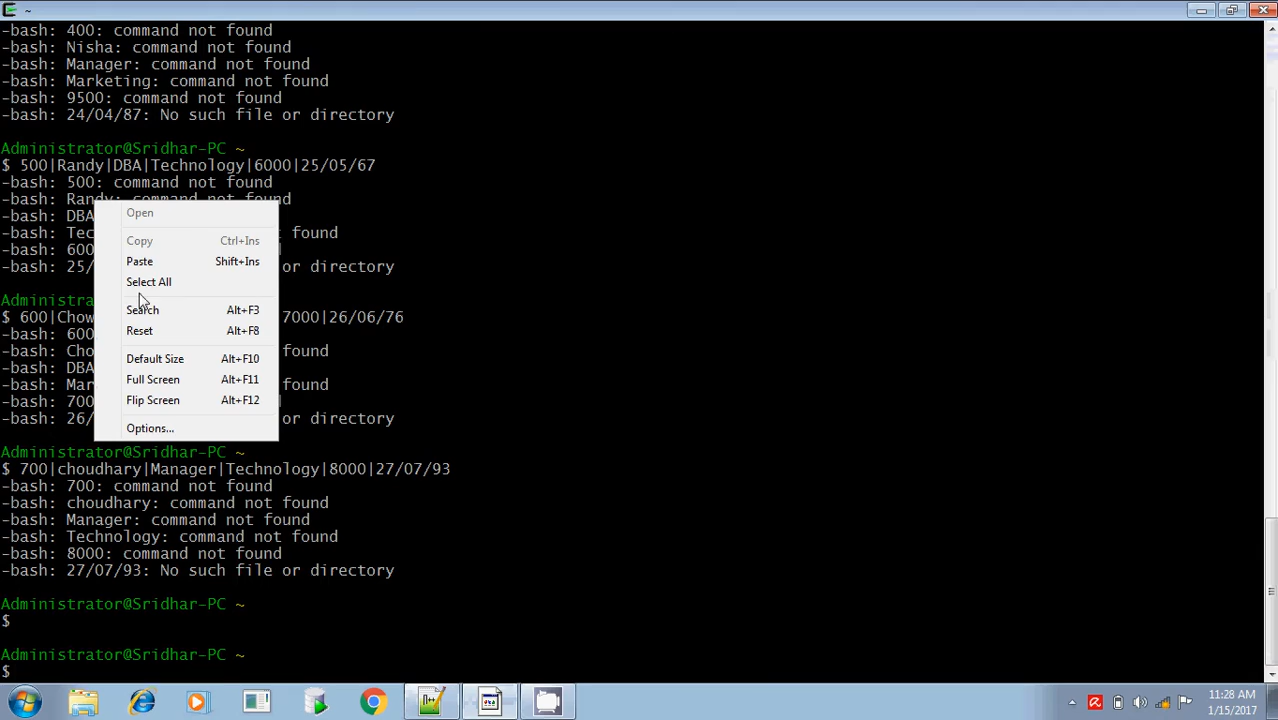 ~
-bash: 400: command not found
-bash: Nisha: command not found
-bash: Manager: command not found
-bash: Marketing: command not found
-bash: 9500: command not found
-bash: 24/04/87: No such file or directory
Administrator@Sridhar-PC ~
$ 500|Randy|DBA|Technology|6000|25/05/67
-bash: 500: command not found
-bash: Randy: command not found
-bash: DBA
-bash: Tec found
-bash: 600
-bash: 25/ or directory
Administra
$ 600|Chow 7000|26/06/76
-bash: 600
-bash: Cho found
-bash: DBA
-bash: Mar found
-bash: 700
-bash: 26/ or directory
Open
Copy Ctrl+Ins
Paste Shift+Ins
Select All
Search Alt+F3
Reset Alt+F8
Default Size Alt+F10
Full Screen Alt+F11
Flip Screen Alt+F12
Options...
Administrator@Sridhar-PC ~
$ 700|choudhary|Manager|Technology|8000|27/07/93
-bash: 700: command not found
-bash: choudhary: command not found
-bash: Manager: command not found
-bash: Technology: command not found
-bash: 8000: command not found
-bash: 27/07/93: No such file or directory
Administrator@Sridhar-PC ~
$
Administrator@Sridhar-PC ~
$
11:28 AM
1/15/2017